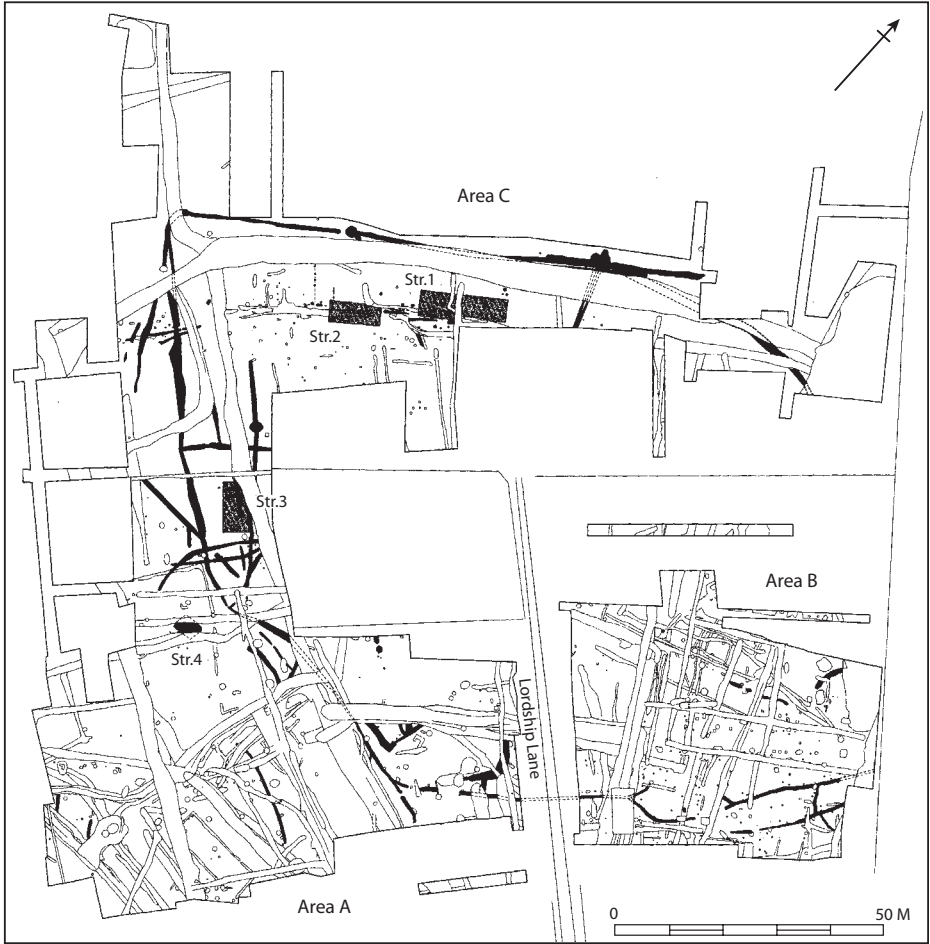 Area C
Str.1
Str.2
Str.3
Area B
Str.4
Lordship Lane
Area A
0 50 M